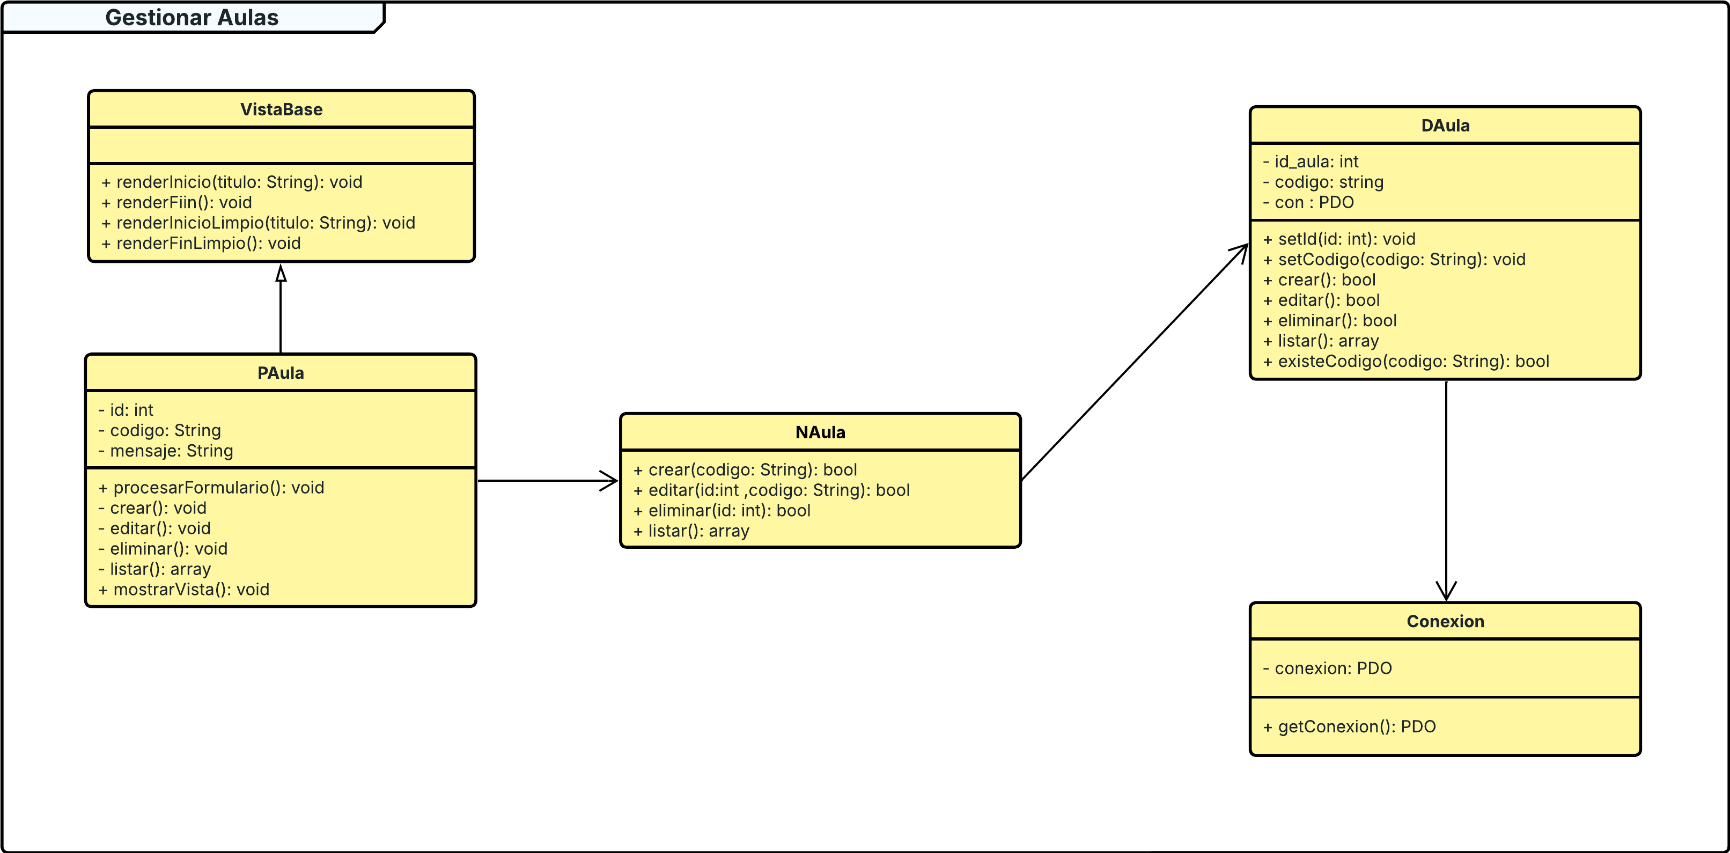 Gestionar Aulas
VistaBase
+ renderInicio(titulo: String): void
+ renderFiin(): void
+ renderInicioLimpio(titulo: String): void
+ renderFinLimpio(): void
PAula
- id: int
- codigo: String
- mensaje: String
+ procesarFormulario(): void
- crear(): void
- editar(): void
- eliminar(): void
- listar(): array
+ mostrarVista(): void
NAula
+ crear(codigo: String): bool
+ editar(id:int ,codigo: String): bool
+ eliminar(id: int): bool
+ listar(): array
DAula
- id_aula: int
- codigo: string
- con : PDO
+ setId(id: int): void
+ setCodigo(codigo: String): void
+ crear(): bool
+ editar(): bool
+ eliminar(): bool
+ listar(): array
+ existeCodigo(codigo: String): bool
Conexion
- conexion: PDO
+ getConexion(): PDO